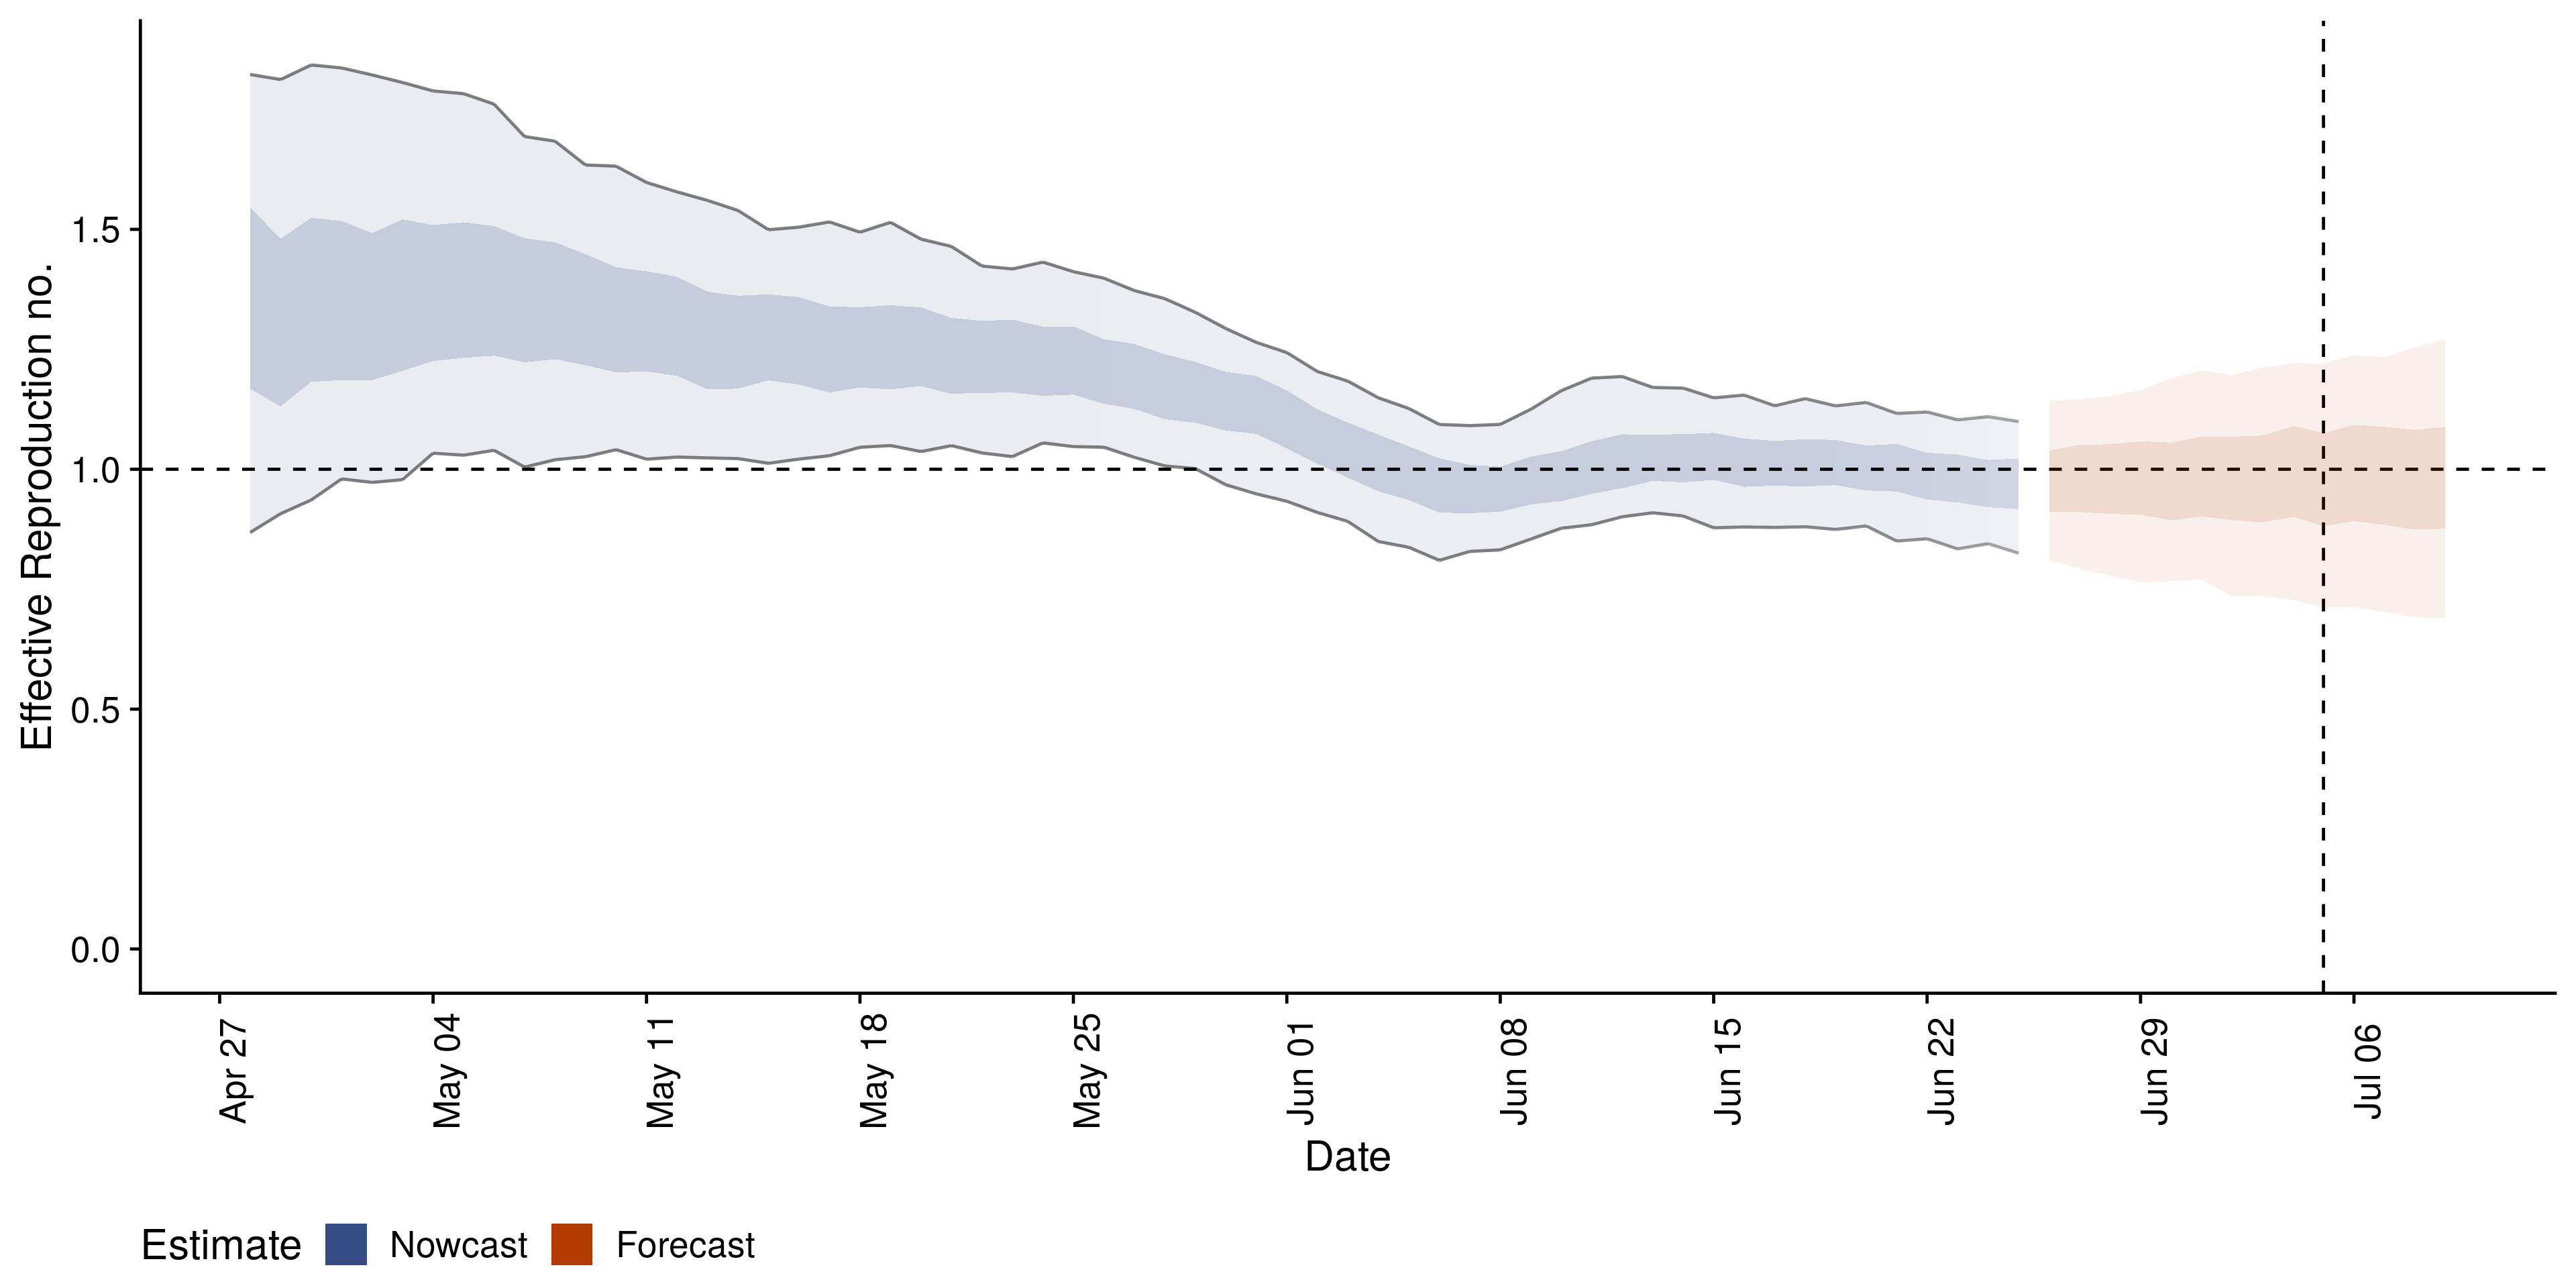 Effective Reproduction no.
1.5
1.0
0.5
0.0
Apr 27
May 04
May 11
May 18
May 25
Jun 01
Jun 08
Jun 15
Jun 22
Jun 29
Jul 06
Date
Estimate Nowcast Forecast